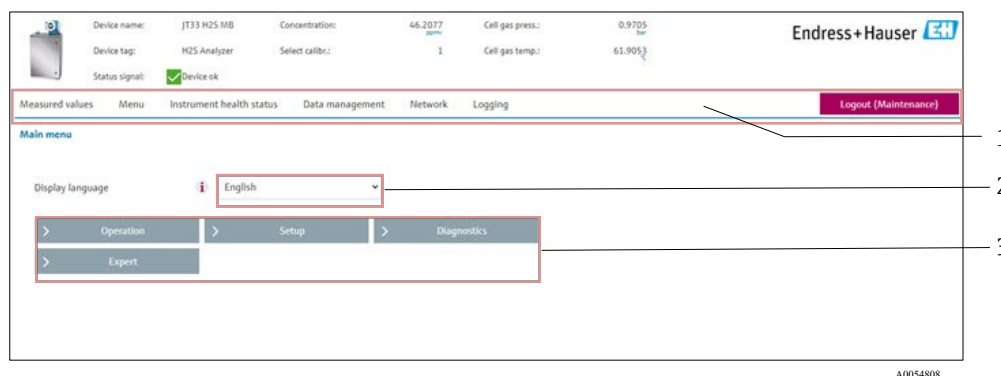 Device name: JT33 H2S MB Concentration: 46.2077 ppmv Cell gas press.: 0.9705 bar
Endress+Hauser EH
Device tag: H2S Analyzer Select calibr.: 1 Cell gas temp.: 61.9053
Status signal: Device ok
Measured values Menu Instrument health status Data management Network Logging Logout (Maintenance)
1
Main menu
Display language i English
2
Operation Setup Diagnostics
3
Expert
A0054808